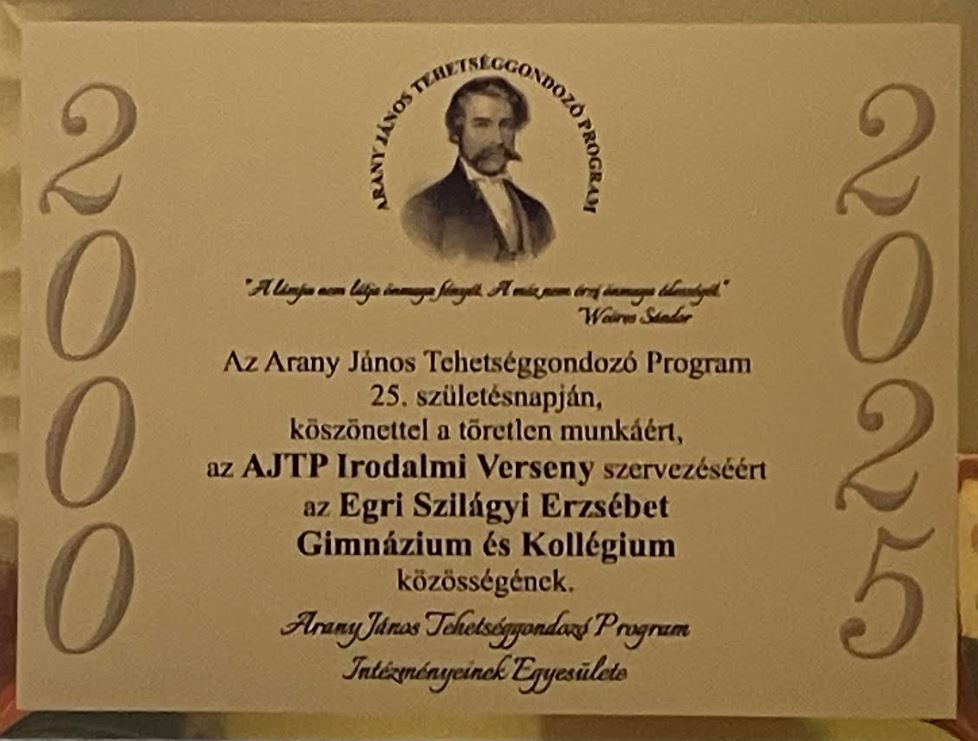 ARANY JÁNOS TEHETSÉGGONDOZÓ PROGRAM
2000
2025
"A lámpa nem látja önmaga fényét. A méz nem érzi önmaga édességét."
Weöres Sándor
Az Arany János Tehetséggondozó Program
25. születésnapján,
köszönettel a töretlen munkáért,
az AJTP Irodalmi Verseny szervezéséért
az Egri Szilágyi Erzsébet
Gimnázium és Kollégium
közösségének.
Arany János Tehetséggondozó Program
Intézményeinek Egyesülete